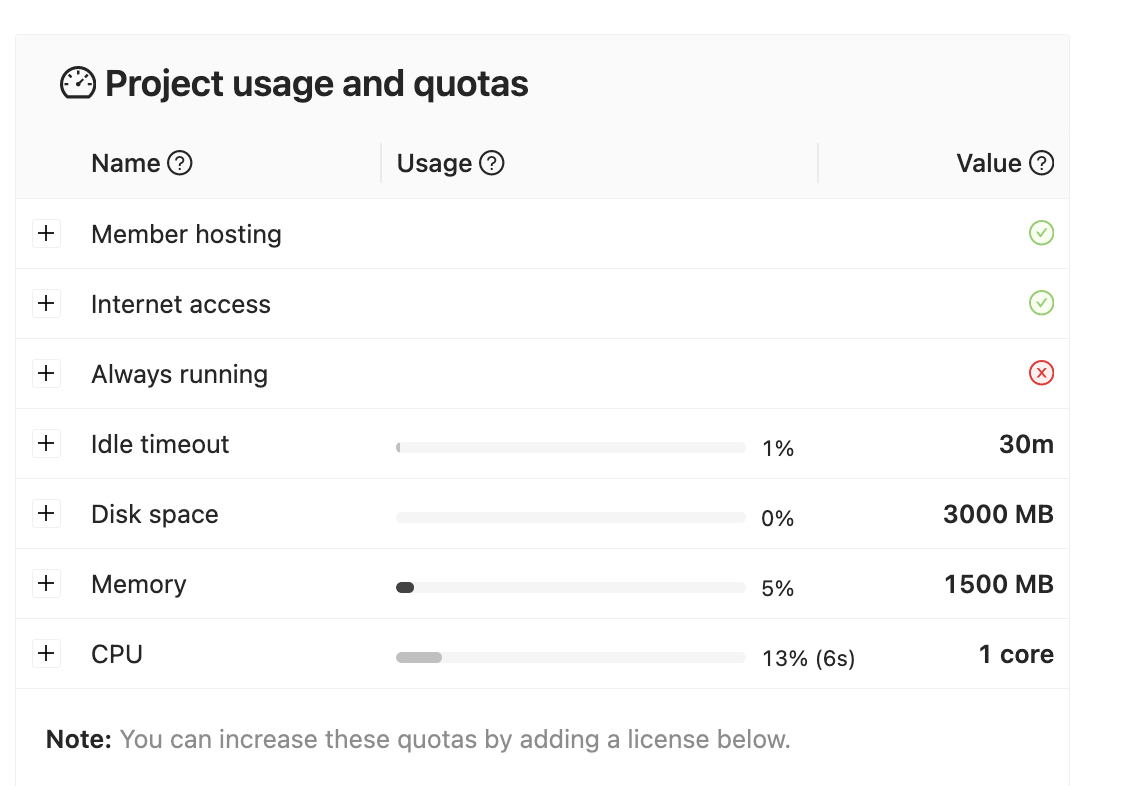 Project usage and quotas
Name Usage Value
Member hosting
Internet access
Always running
Idle timeout 1% 30m
Disk space 0% 3000 MB
Memory 5% 1500 MB
CPU 13% (6s) 1 core
Note: You can increase these quotas by adding a license below.